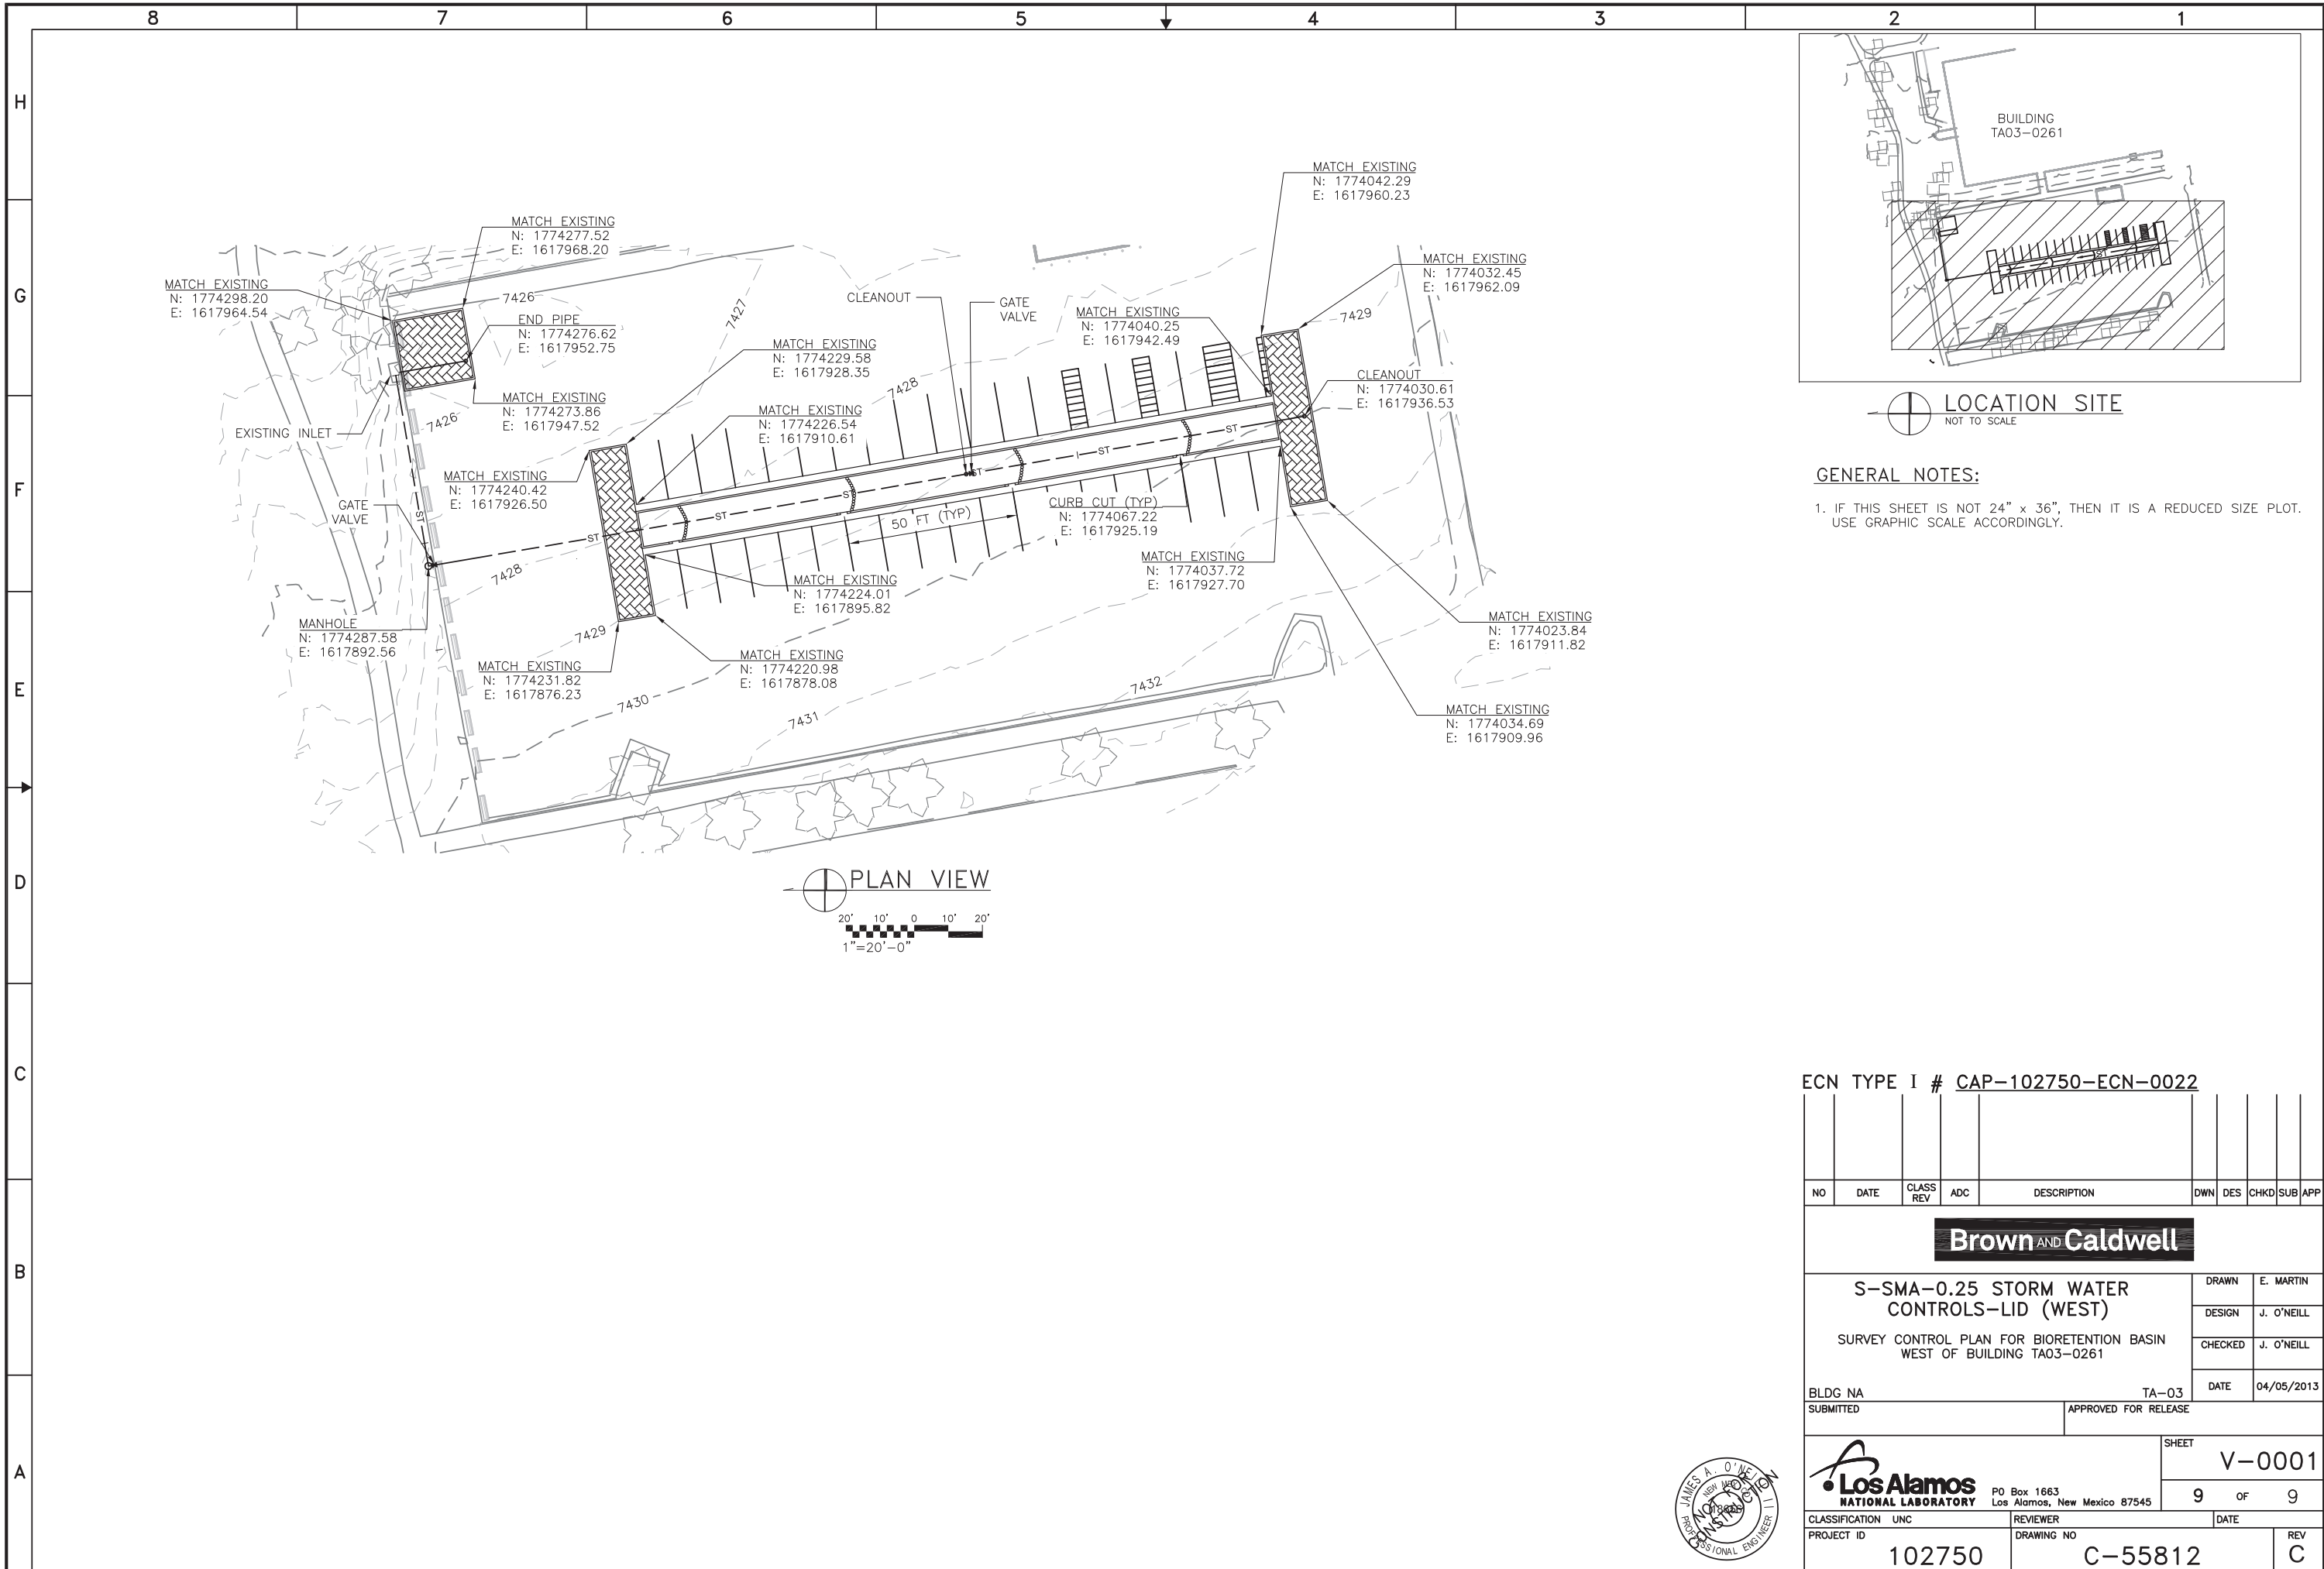 8 7 6 5 4 3 2 1
H
G
F
E
D
C
B
A
MATCH EXISTING
N: 1774298.20
E: 1617964.54
MATCH EXISTING
N: 1774277.52
E: 1617968.20
7426
END PIPE
N: 1774276.62
E: 1617952.75
MATCH EXISTING
N: 1774273.86
E: 1617947.52
EXISTING INLET
7426
7427
MATCH EXISTING
N: 1774229.58
E: 1617928.35
MATCH EXISTING
N: 1774226.54
E: 1617910.61
MATCH EXISTING
N: 1774240.42
E: 1617926.50
GATE
VALVE
ST
CLEANOUT
GATE
VALVE
7428
MATCH EXISTING
N: 1774042.29
E: 1617960.23
MATCH EXISTING
N: 1774032.45
E: 1617962.09
MATCH EXISTING
N: 1774040.25
E: 1617942.49
7429
CLEANOUT
N: 1774030.61
E: 1617936.53
ST
ST
ST
ST
ST
ST
50 FT (TYP)
CURB CUT (TYP)
N: 1774067.22
E: 1617925.19
MATCH EXISTING
N: 1774037.72
E: 1617927.70
7428
MATCH EXISTING
N: 1774224.01
E: 1617895.82
MANHOLE
N: 1774287.58
E: 1617892.56
7429
MATCH EXISTING
N: 1774231.82
E: 1617876.23
MATCH EXISTING
N: 1774220.98
E: 1617878.08
7430
7431
7432
MATCH EXISTING
N: 1774023.84
E: 1617911.82
MATCH EXISTING
N: 1774034.69
E: 1617909.96
PLAN VIEW
20' 10' 0 10' 20'
1"=20'-0"
BUILDING
TA03-0261
LOCATION SITE
NOT TO SCALE
GENERAL NOTES:
1. IF THIS SHEET IS NOT 24" x 36", THEN IT IS A REDUCED SIZE PLOT.
USE GRAPHIC SCALE ACCORDINGLY.
ECN TYPE I # CAP-102750-ECN-0022
NO DATE CLASS REV ADC DESCRIPTION DWN DES CHKD SUB APP
Brown AND Caldwell
S-SMA-0.25 STORM WATER
CONTROLS-LID (WEST)
SURVEY CONTROL PLAN FOR BIORETENTION BASIN
WEST OF BUILDING TA03-0261
BLDG NA TA-03
DRAWN E. MARTIN
DESIGN J. O'NEILL
CHECKED J. O'NEILL
DATE 04/05/2013
SUBMITTED APPROVED FOR RELEASE
Los Alamos
NATIONAL LABORATORY
PO Box 1663
Los Alamos, New Mexico 87545
SHEET
V-0001
9 OF 9
CLASSIFICATION UNC REVIEWER DATE
PROJECT ID
102750
DRAWING NO
C-55812
REV
C
JAMES A. O'NEILL II
PROFESSIONAL ENGINEER
NEW MEXICO
NOT FOR
CONSTRUCTION